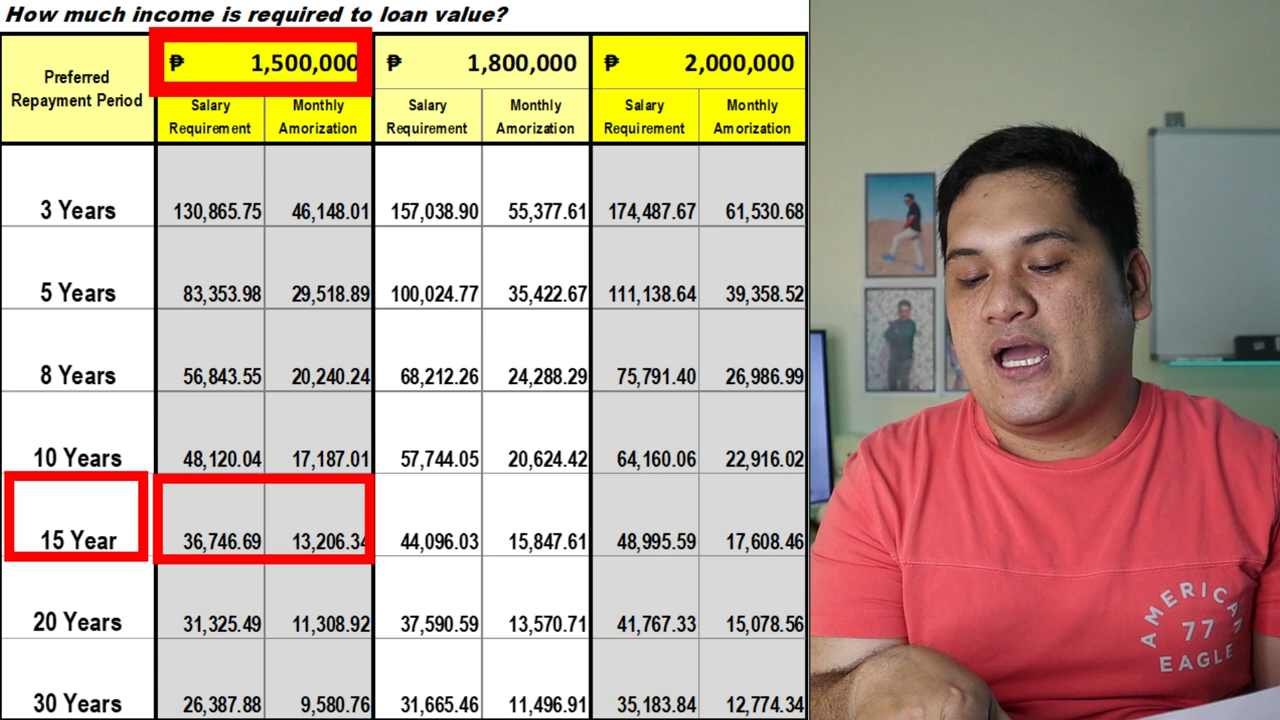 How much income is required to loan value?
Preferred Repayment Period ₱ 1,500,000 ₱ 1,800,000 ₱ 2,000,000
Salary Requirement Monthly Amorization Salary Requirement Monthly Amorization Salary Requirement Monthly Amorization
3 Years 130,865.75 46,148.01 157,038.90 55,377.61 174,487.67 61,530.68
5 Years 83,353.98 29,518.89 100,024.77 35,422.67 111,138.64 39,358.52
8 Years 56,843.55 20,240.24 68,212.26 24,288.29 75,791.40 26,986.99
10 Years 48,120.04 17,187.01 57,744.05 20,624.42 64,160.06 22,916.02
15 Year 36,746.69 13,206.34 44,096.03 15,847.61 48,995.59 17,608.46
20 Years 31,325.49 11,308.92 37,590.59 13,570.71 41,767.33 15,078.56
30 Years 26,387.88 9,580.76 31,665.46 11,496.91 35,183.84 12,774.34
AMERICAN
77
EAGLE